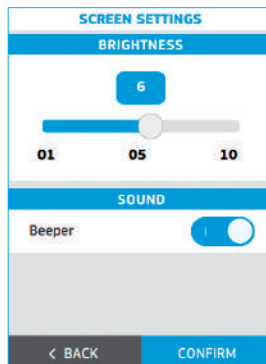 SCREEN SETTINGS
BRIGHTNESS
6
01 05 10
SOUND
Beeper
< BACK CONFIRM